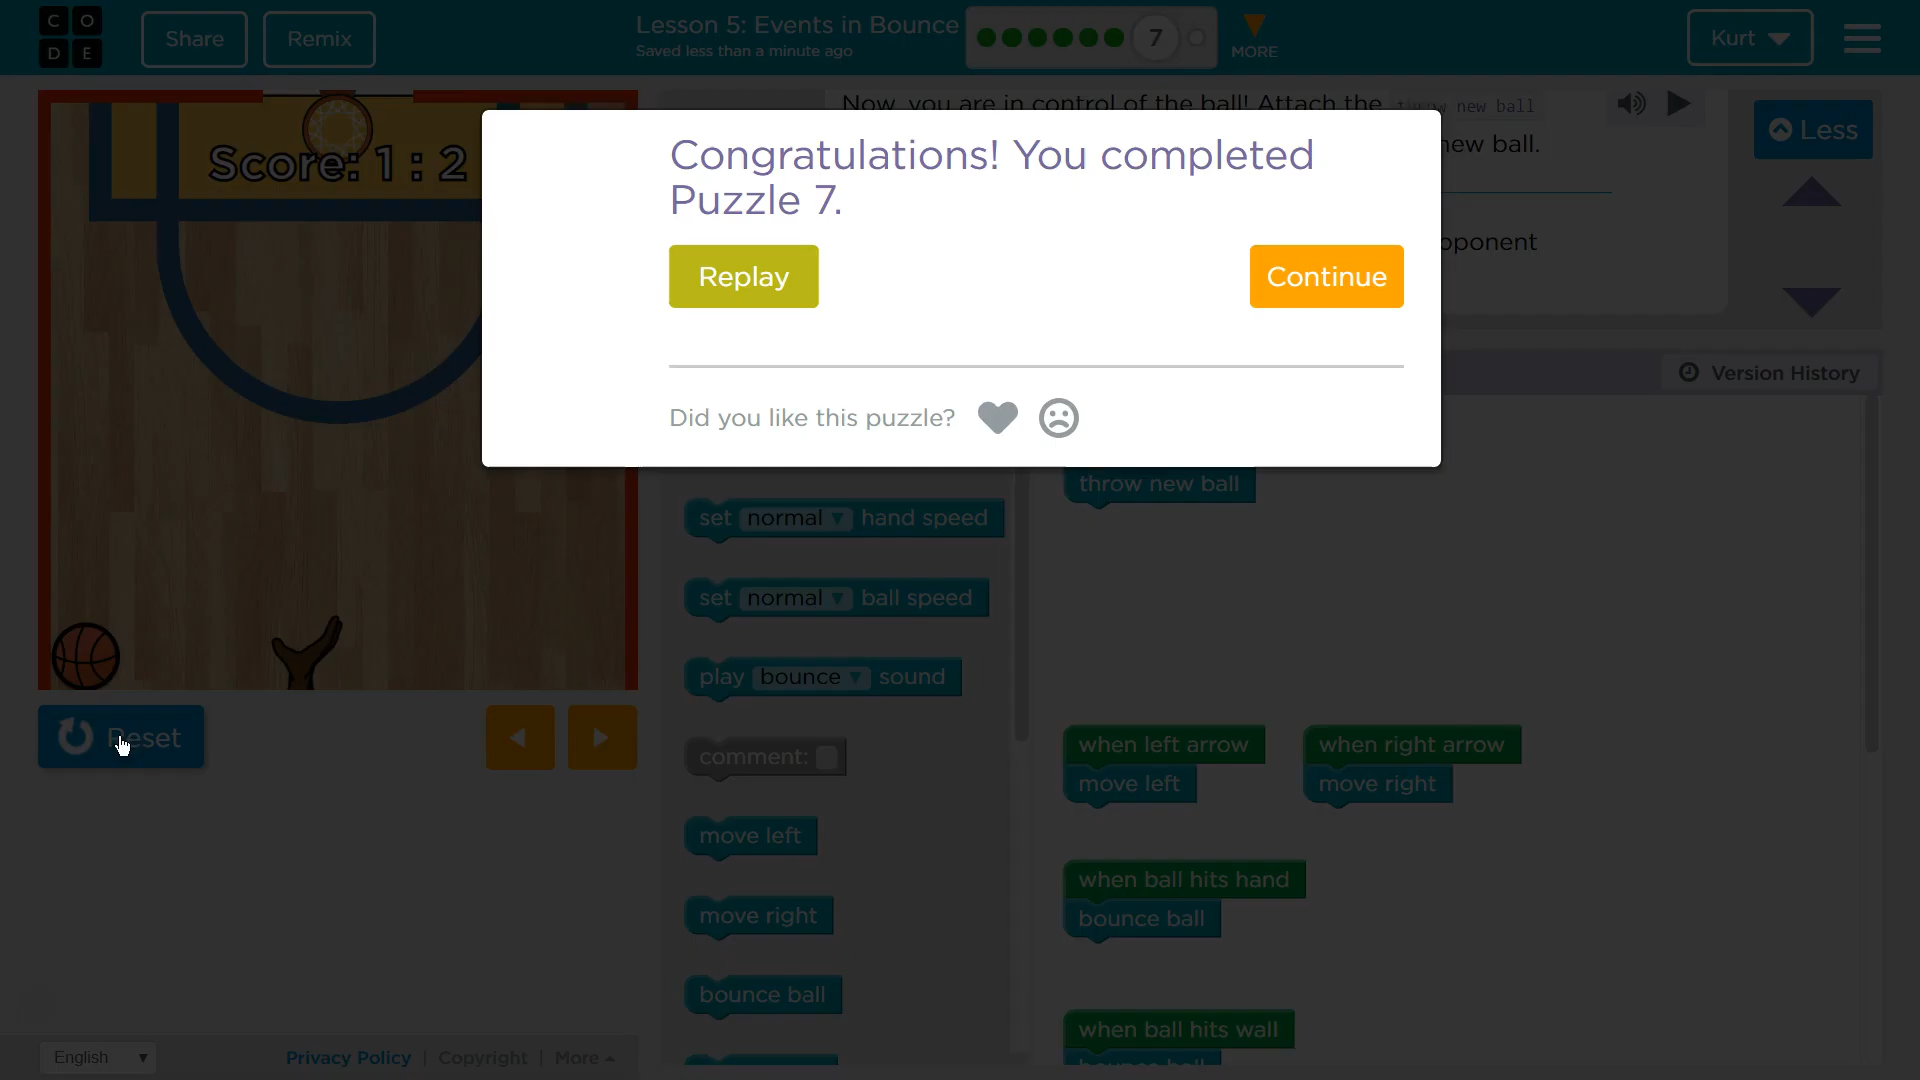 C O
D E
Share
Remix
Lesson 5: Events in Bounce
Saved less than a minute ago
7
MORE
Kurt
Now, you are in control of the ball! Attach the throw new ball
new ball.
Less
Score: 1 : 2
Congratulations! You completed
Puzzle 7.
Replay
Continue
Did you like this puzzle?
Version History
throw new ball
set normal hand speed
set normal ball speed
play bounce sound
comment:
move left
move right
bounce ball
when left arrow
move left
when right arrow
move right
when ball hits hand
bounce ball
when ball hits wall
bounce ball
Reset
English
Privacy Policy | Copyright | More